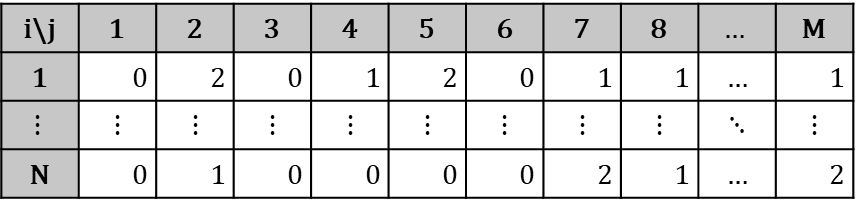 i\j 1 2 3 4 5 6 7 8 … M
1 0 2 0 1 2 0 1 1 … 1
⋮ ⋮ ⋮ ⋮ ⋮ ⋮ ⋮ ⋮ ⋮ ⋱ ⋮
N 0 1 0 0 0 0 2 1 … 2